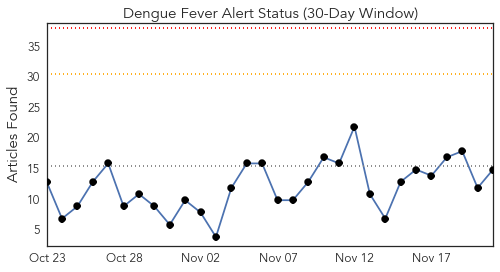 Dengue Fever Alert Status (30-Day Window)
Articles Found
35
30
25
20
15
10
5
Oct 23 Oct 28 Nov 02 Nov 07 Nov 12 Nov 17